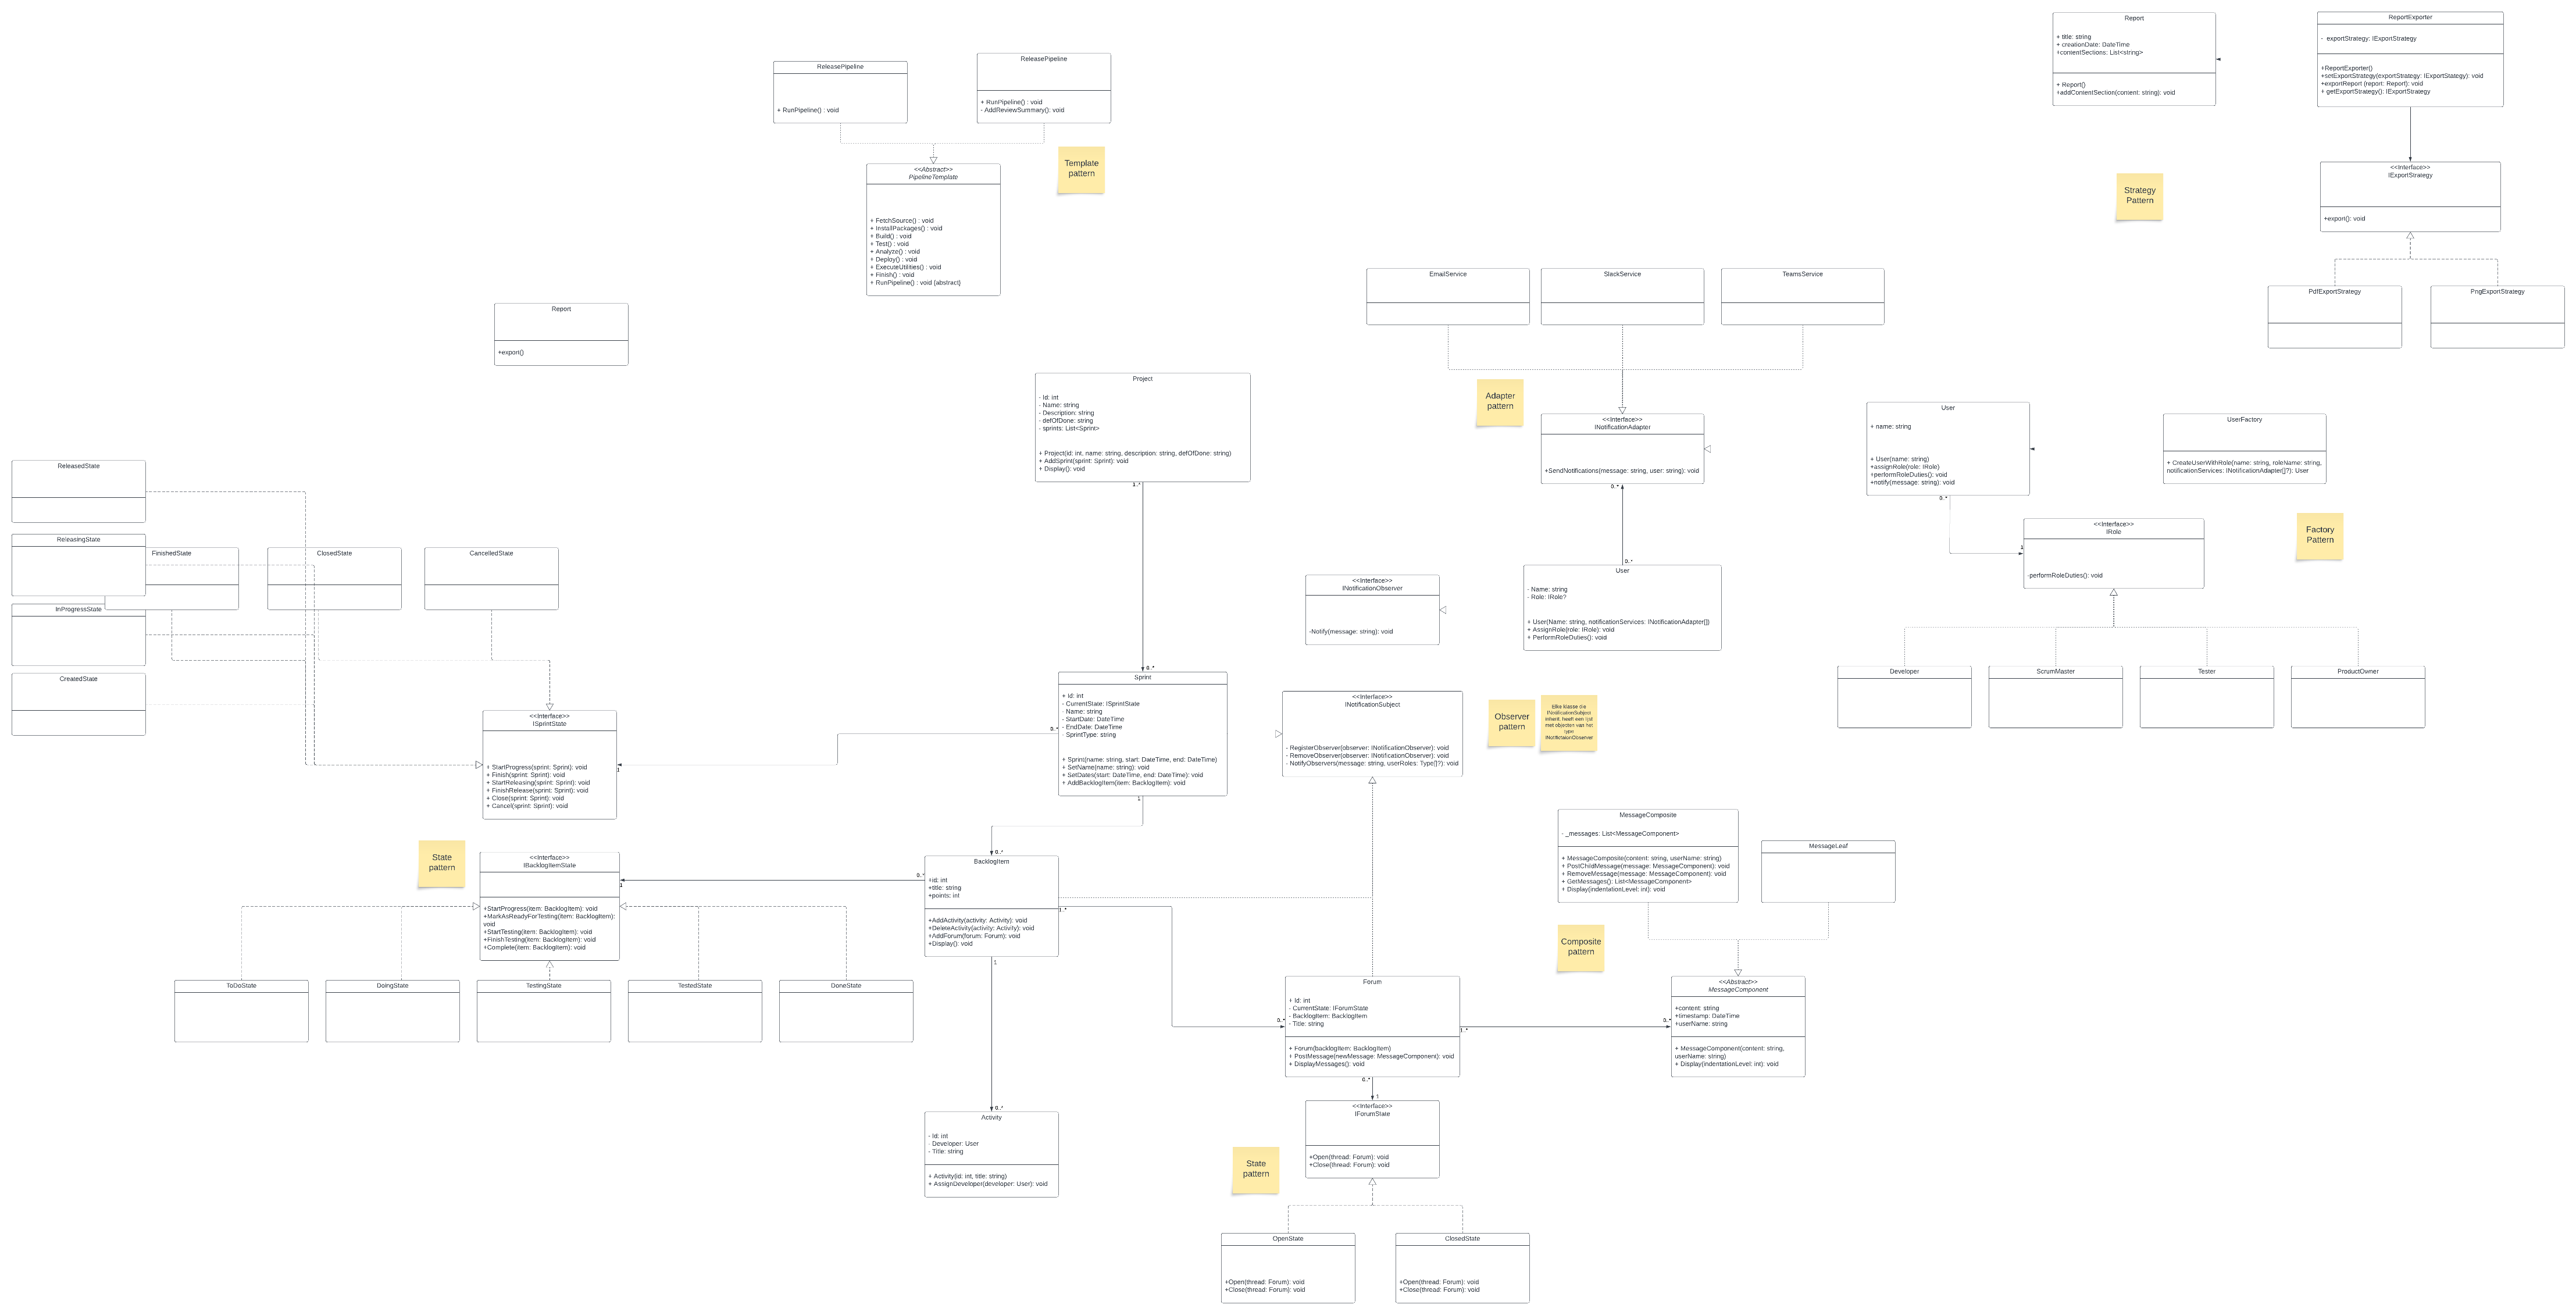 Report
+ title: string
+ creationDate: DateTime
+contentSections: List<string>
+ Report()
+addContentSection(content: string): void
ReportExporter
- exportStrategy: IExportStrategy
+ReportExporter()
+setExportStrategy(exportStrategy: IExportStategy): void
+exportReport (report: Report): void
+ getExportStrategy(): IExportStrategy
ReleasePipeline
+ RunPipeline() : void
ReleasePipeline
+ RunPipeline() : void
- AddReviewSummary(): void
Template
pattern
<<Abstract>>
PipelineTemplate
+ FetchSource() : void
+ InstallPackages() : void
+ Build() : void
+ Test() : void
+ Analyze() : void
+ Deploy() : void
+ ExecuteUtilities() : void
+ Finish() : void
+ RunPipeline() : void {abstract}
Strategy
Pattern
<<Interface>>
IExportStrategy
+export(): void
PdfExportStrategy
PngExportStrategy
EmailService
SlackService
TeamsService
Report
+export()
Project
- Id: int
- Name: string
- Description: string
- defOfDone: string
- sprints: List<Sprint>
+ Project(id: int, name: string, description: string, defOfDone: string)
+ AddSprint(sprint: Sprint): void
+ Display(): void
1..*
0..*
Adapter
pattern
<<Interface>>
INotificationAdapter
+SendNotifications(message: string, user: string): void
0..*
0..*
User
+ name: string
+ User(name: string)
+assignRole(role: IRole)
+performRoleDuties(): void
+notify(message: string): void
0..*
1
UserFactory
+ CreateUserWithRole(name: string, roleName: string,
notificationServices: INotificationAdapter[]?): User
Factory
Pattern
<<Interface>>
IRole
-performRoleDuties(): void
Developer
ScrumMaster
Tester
ProductOwner
User
- Name: string
- Role: IRole?
+ User(Name: string, notificationServices: INotificationAdapter[])
+ AssignRole(role: IRole): void
+ PerformRoleDuties(): void
<<Interface>>
INotificationObserver
-Notify(message: string): void
ReleasedState
ReleasingState
FinishedState
ClosedState
CancelledState
InProgressState
CreatedState
<<Interface>>
ISprintState
+ StartProgress(sprint: Sprint): void
+ Finish(sprint: Sprint): void
+ StartReleasing(sprint: Sprint): void
+ FinishRelease(sprint: Sprint): void
+ Close(sprint: Sprint): void
+ Cancel(sprint: Sprint): void
1
0..*
Sprint
+ Id: int
- CurrentState: ISprintState
- Name: string
- StartDate: DateTime
- EndDate: DateTime
- SprintType: string
+ Sprint(name: string, start: DateTime, end: DateTime)
+ SetName(name: string): void
+ SetDates(start: DateTime, end: DateTime): void
+ AddBacklogItem(item: BacklogItem): void
1
0..*
<<Interface>>
INotificationSubject
- RegisterObserver(observer: INotificationObserver): void
- RemoveObserver(observer: INotificationObserver): void
- NotifyObservers(message: string, userRoles: Type[]?): void
Observer
pattern
Elke klasse die
INotificationSubject
inherit, heeft een lijst
met objecten van het
type
INotifictaionObserver
State
pattern
<<Interface>>
IBacklogItemState
+StartProgress(item: BacklogItem): void
+MarkAsReadyForTesting(item: BacklogItem):
void
+StartTesting(item: BacklogItem): void
+FinishTesting(item: BacklogItem): void
+Complete(item: BacklogItem): void
1
0..*
BacklogItem
+id: int
+title: string
+points: int
+AddActivity(activity: Activity): void
+DeleteActivity(activity: Activity): void
+AddForum(forum: Forum): void
+Display(): void
1..*
1
0..*
ToDoState
DoingState
TestingState
TestedState
DoneState
MessageComposite
- _messages: List<MessageComponent>
+ MessageComposite(content: string, userName: string)
+ PostChildMessage(message: MessageComponent): void
+ RemoveMessage(message: MessageComponent): void
+ GetMessages(): List<MessageComponent>
+ Display(indentationLevel: int): void
MessageLeaf
Composite
pattern
Forum
+ Id: int
- CurrentState: IForumState
- BacklogItem: BacklogItem
- Title: string
+ Forum(backlogItem: BacklogItem)
+ PostMessage(newMessage: MessageComponent): void
+ DisplayMessages(): void
0..*
1..*
0..*
<<Abstract>>
MessageComponent
+content: string
+timestamp: DateTime
+userName: string
+ MessageComponent(content: string,
userName: string)
+ Display(indentationLevel: int): void
0..*
1
Activity
- Id: int
- Developer: User
- Title: string
+ Activity(id: int, title: string)
+ AssignDeveloper(developer: User): void
<<Interface>>
IForumState
+Open(thread: Forum): void
+Close(thread: Forum): void
State
pattern
OpenState
+Open(thread: Forum): void
+Close(thread: Forum): void
ClosedState
+Open(thread: Forum): void
+Close(thread: Forum): void